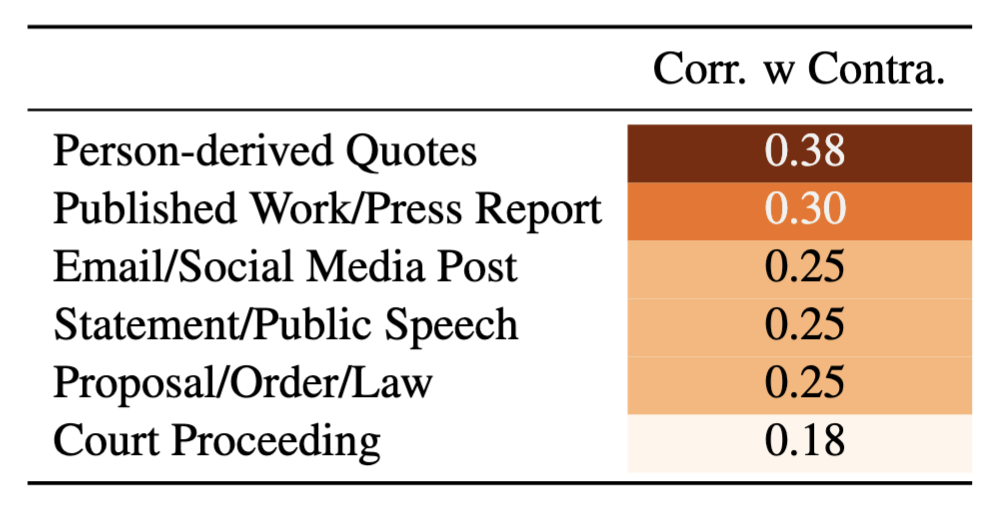 Corr. w Contra.
Person-derived Quotes 0.38
Published Work/Press Report 0.30
Email/Social Media Post 0.25
Statement/Public Speech 0.25
Proposal/Order/Law 0.25
Court Proceeding 0.18